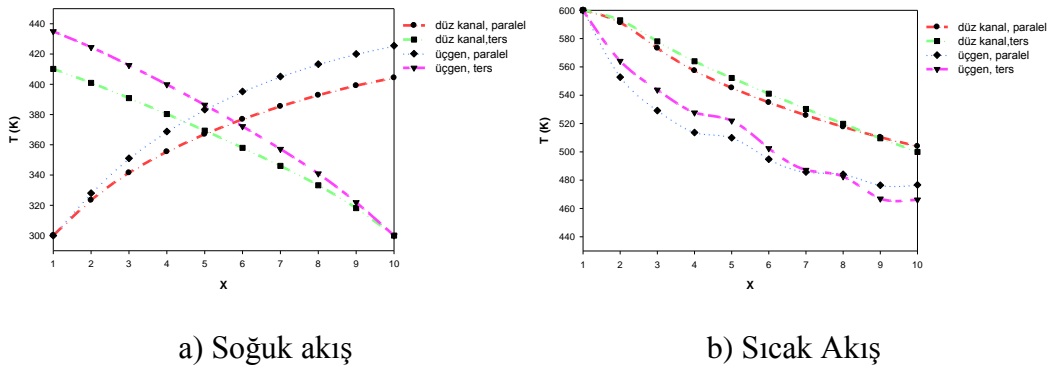 T (K)
440
420
400
380
360
340
320
300
1 2 3 4 5 6 7 8 9 10
X
düz kanal, paralel
düz kanal,ters
üçgen, paralel
üçgen, ters
a) Soğuk akış
T (K)
600
580
560
540
520
500
480
460
440
1 2 3 4 5 6 7 8 9 10
X
düz kanal, paralel
düz kanal,ters
üçgen, paralel
üçgen, ters
b) Sıcak Akış